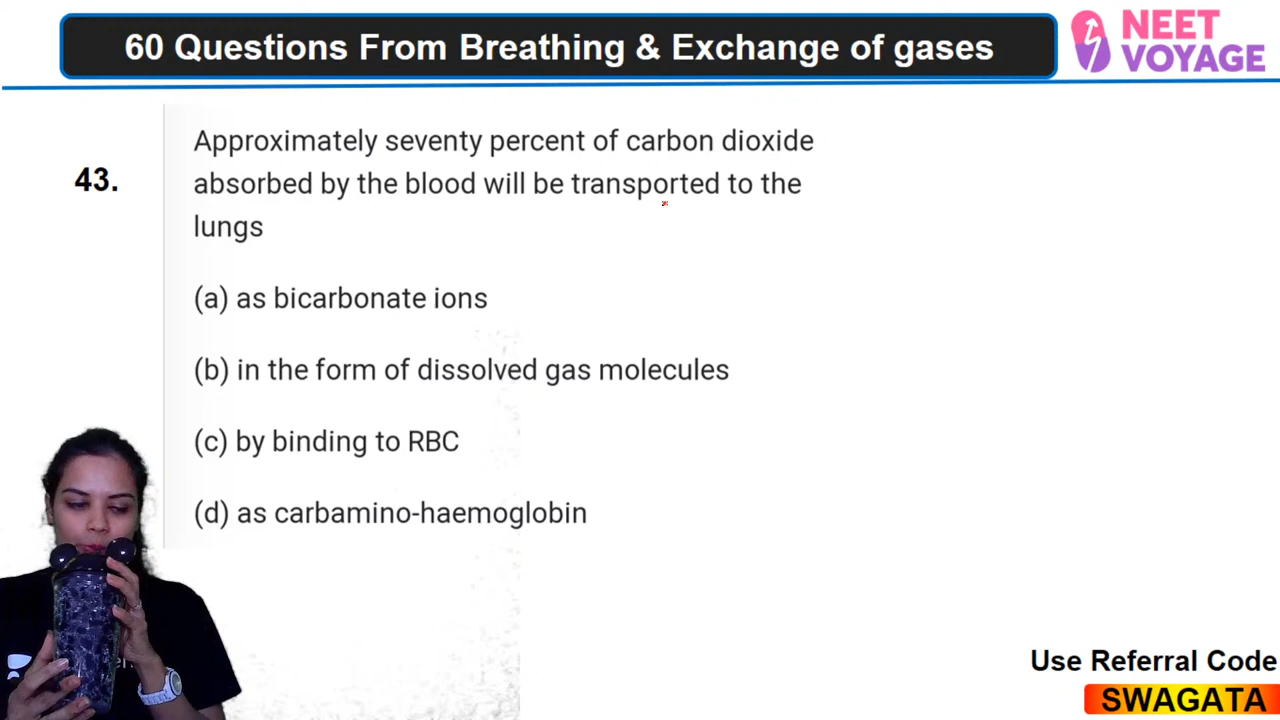 60 Questions From Breathing & Exchange of gases
NEET
VOYAGE
43.
Approximately seventy percent of carbon dioxide
absorbed by the blood will be transported to the
lungs
(a) as bicarbonate ions
(b) in the form of dissolved gas molecules
(c) by binding to RBC
(d) as carbamino-haemoglobin
Use Referral Code
SWAGATA